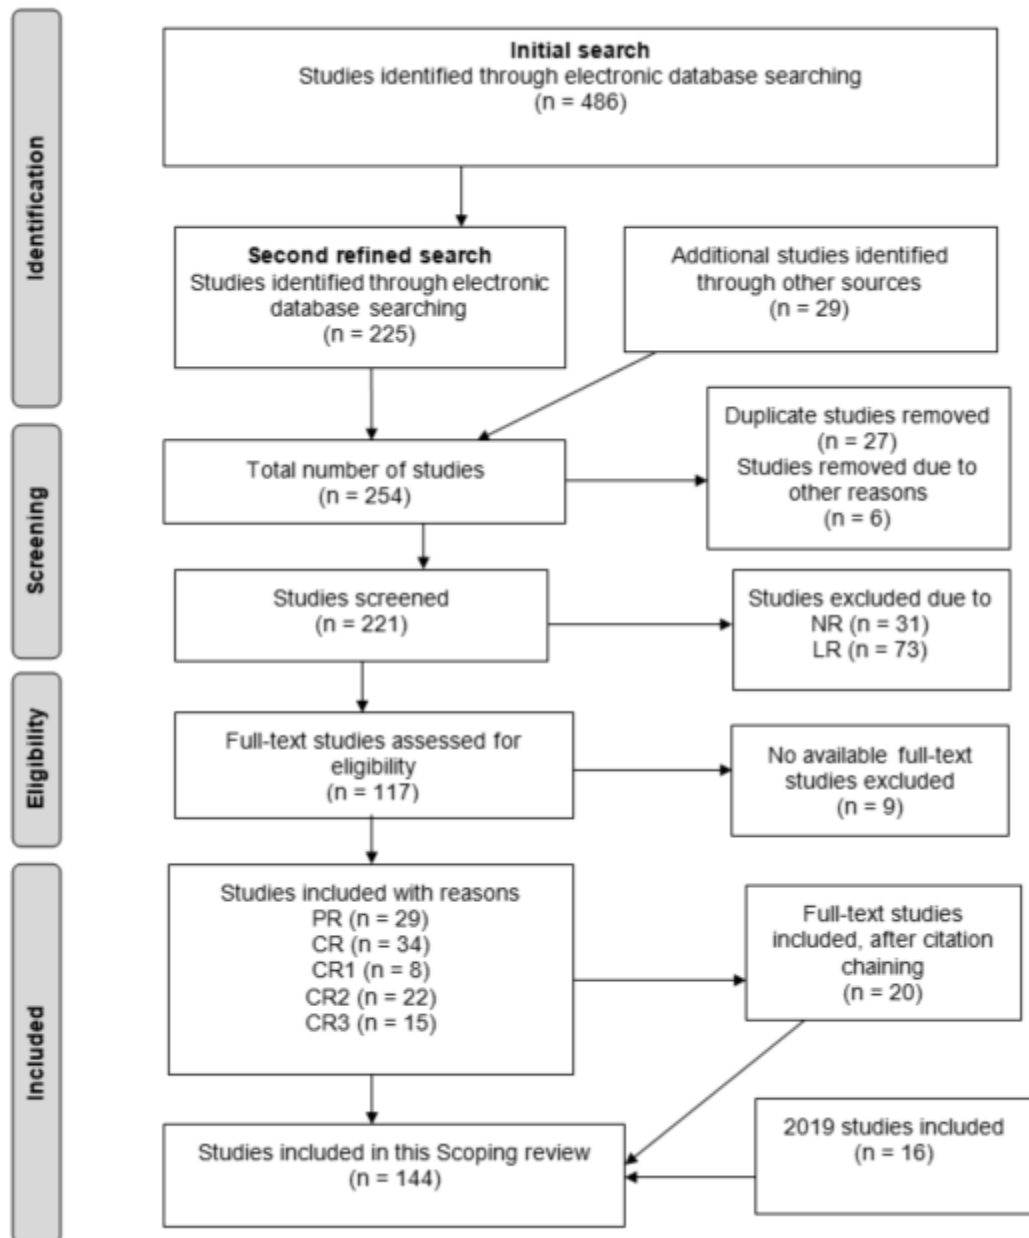 Identification
Initial search
Studies identified through electronic database searching
(n = 486)
Second refined search
Studies identified through electronic
database searching
(n = 225)
Additional studies identified
through other sources
(n = 29)
Screening
Total number of studies
(n = 254)
Duplicate studies removed
(n = 27)
Studies removed due to
other reasons
(n = 6)
Studies screened
(n = 221)
Studies excluded due to
NR (n = 31)
LR (n = 73)
Eligibility
Full-text studies assessed for
eligibility
(n = 117)
No available full-text
studies excluded
(n = 9)
Included
Studies included with reasons
PR (n = 29)
CR (n = 34)
CR1 (n = 8)
CR2 (n = 22)
CR3 (n = 15)
Full-text studies
included, after citation
chaining
(n = 20)
Studies included in this Scoping review
(n = 144)
2019 studies included
(n = 16)